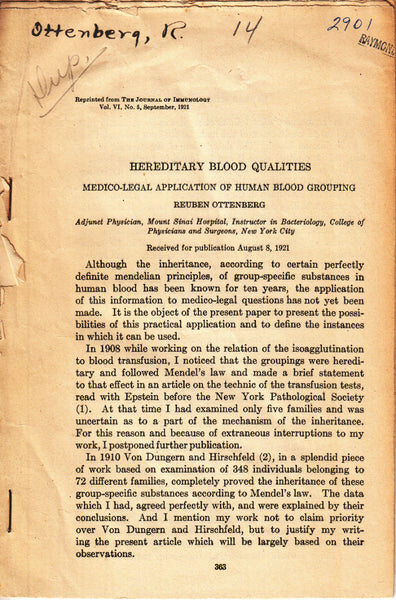 Ottenberg, R. 14 2901
RAYMOND
Dup.
Reprinted from THE JOURNAL OF IMMUNOLOGY
Vol. VI, No. 5, September, 1921
HEREDITARY BLOOD QUALITIES
MEDICO-LEGAL APPLICATION OF HUMAN BLOOD GROUPING
REUBEN OTTENBERG
Adjunct Physician, Mount Sinai Hospital, Instructor in Bacteriology, College of
Physicians and Surgeons, New York City
Received for publication August 8, 1921
Although the inheritance, according to certain perfectly
definite mendelian principles, of group-specific substances in
human blood has been known for ten years, the application
of this information to medico-legal questions has not yet been
made. It is the object of the present paper to present the possi-
bilities of this practical application and to define the instances
in which it can be used.
In 1908 while working on the relation of the isoagglutination
to blood transfusion, I noticed that the groupings were heredi-
tary and followed Mendel's law and made a brief statement
to that effect in an article on the technic of the transfusion tests,
read with Epstein before the New York Pathological Society
(1). At that time I had examined only five families and was
uncertain as to a part of the mechanism of the inheritance.
For this reason and because of extraneous interruptions to my
work, I postponed further publication.
In 1910 Von Dungern and Hirschfeld (2), in a splendid piece
of work based on examination of 348 individuals belonging to
72 different families, completely proved the inheritance of these
group-specific substances according to Mendel's law. The data
which I had, agreed perfectly with, and were explained by their
conclusions. And I mention my work not to claim priority
over Von Dungern and Hirschfeld, but to justify my writ-
ing the present article which will be largely based on their
observations.
363